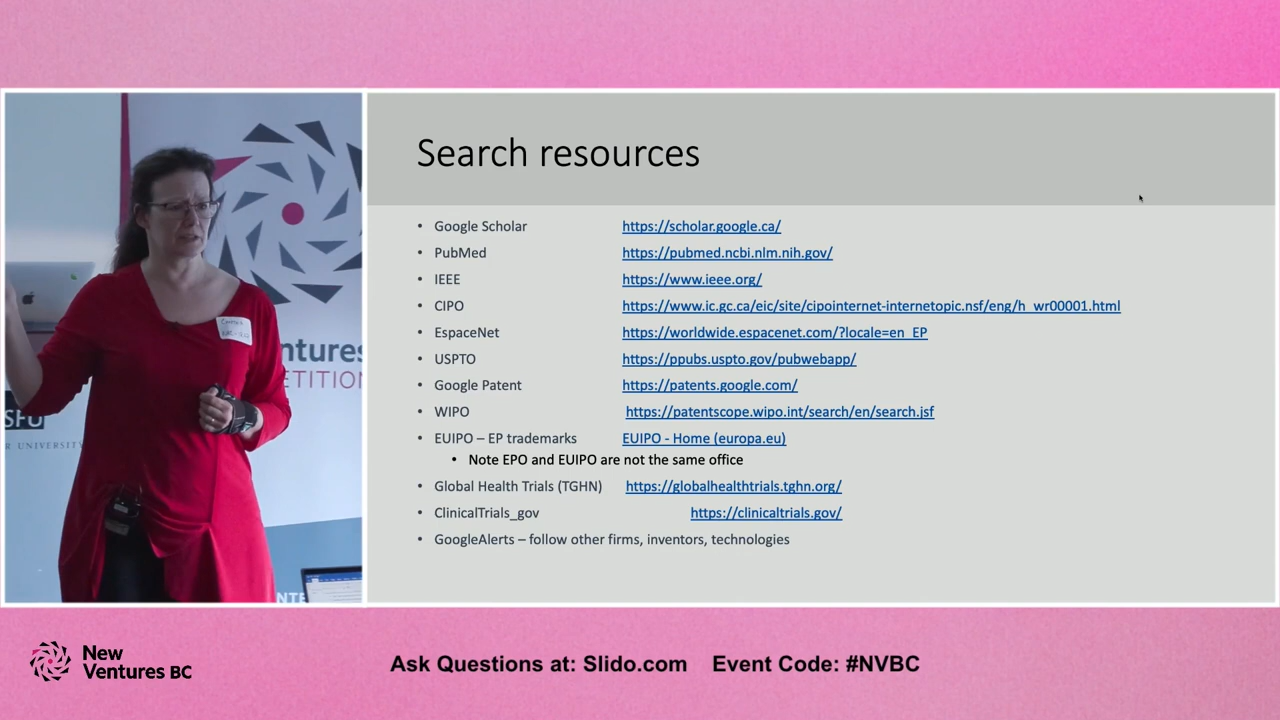 Search resources
• Google Scholar https://scholar.google.ca/
• PubMed https://pubmed.ncbi.nlm.nih.gov/
• IEEE https://www.ieee.org/
• CIPO https://www.ic.gc.ca/eic/site/cipointernet-internetopic.nsf/eng/h_wr00001.html
• EspaceNet https://worldwide.espacenet.com/?locale=en_EP
• USPTO https://ppubs.uspto.gov/pubwebapp/
• Google Patent https://patents.google.com/
• WIPO https://patentscope.wipo.int/search/en/search.jsf
• EUIPO – EP trademarks EUIPO - Home (europa.eu)
• Note EPO and EUIPO are not the same office
• Global Health Trials (TGHN) https://globalhealthtrials.tghn.org/
• ClinicalTrials_gov https://clinicaltrials.gov/
• GoogleAlerts – follow other firms, inventors, technologies
ntures
ETITION
SFU
R UNIVERSITY
INTE
New
Ventures BC
Ask Questions at: Slido.com Event Code: #NVBC